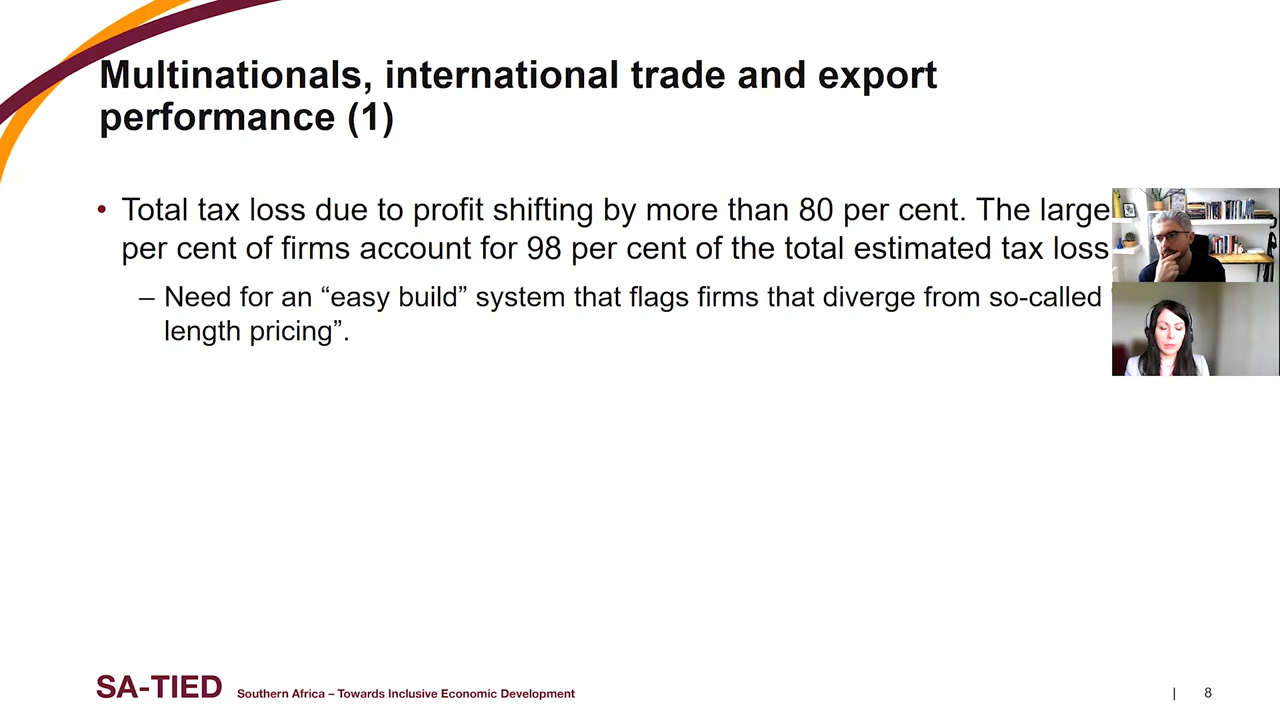 Multinationals, international trade and export
performance (1)
• Total tax loss due to profit shifting by more than 80 per cent. The large
per cent of firms account for 98 per cent of the total estimated tax loss
– Need for an “easy build” system that flags firms that diverge from so-called
length pricing”.
SA-TIED Southern Africa – Towards Inclusive Economic Development
| 8